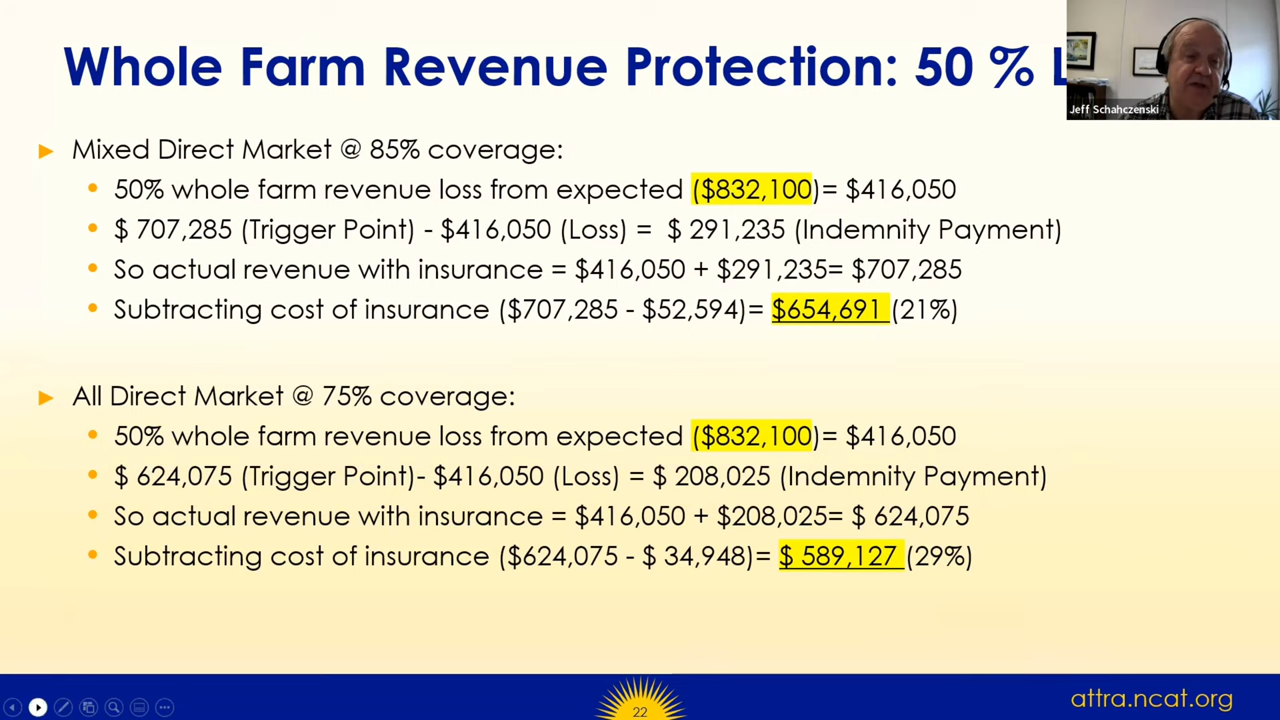 Whole Farm Revenue Protection: 50 %
Jeff Schahczenski
Mixed Direct Market @ 85% coverage:
50% whole farm revenue loss from expected ($832,100)= $416,050
$ 707,285 (Trigger Point) - $416,050 (Loss) = $ 291,235 (Indemnity Payment)
So actual revenue with insurance = $416,050 + $291,235= $707,285
Subtracting cost of insurance ($707,285 - $52,594)= $654,691 (21%)
All Direct Market @ 75% coverage:
50% whole farm revenue loss from expected ($832,100)= $416,050
$ 624,075 (Trigger Point)- $416,050 (Loss) = $ 208,025 (Indemnity Payment)
So actual revenue with insurance = $416,050 + $208,025= $ 624,075
Subtracting cost of insurance ($624,075 - $ 34,948)= $ 589,127 (29%)
22
attra.ncat.org